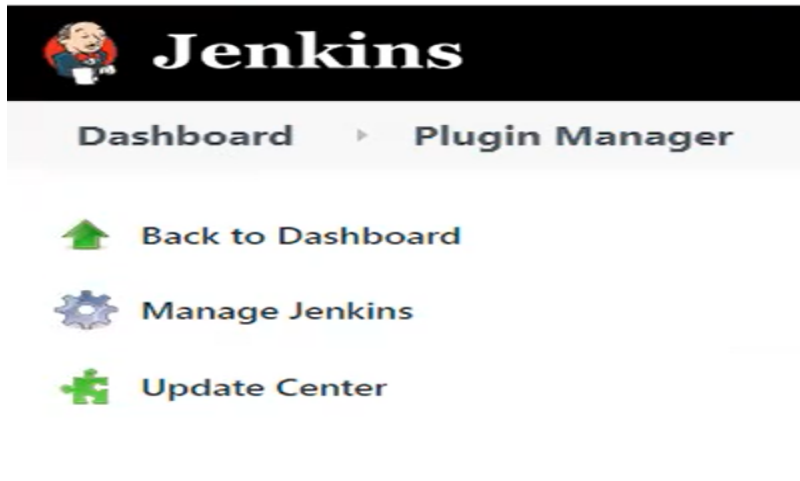 Jenkins
Dashboard Plugin Manager
Back to Dashboard
Manage Jenkins
Update Center